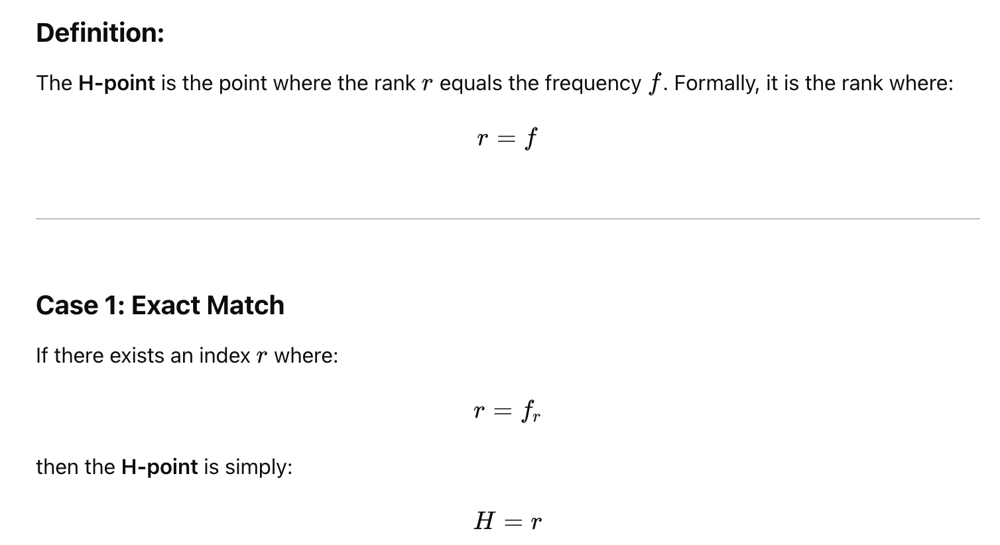 Definition:
The H-point is the point where the rank r equals the frequency f. Formally, it is the rank where:
r = f
Case 1: Exact Match
If there exists an index r where:
r = fᵣ
then the H-point is simply:
H = r